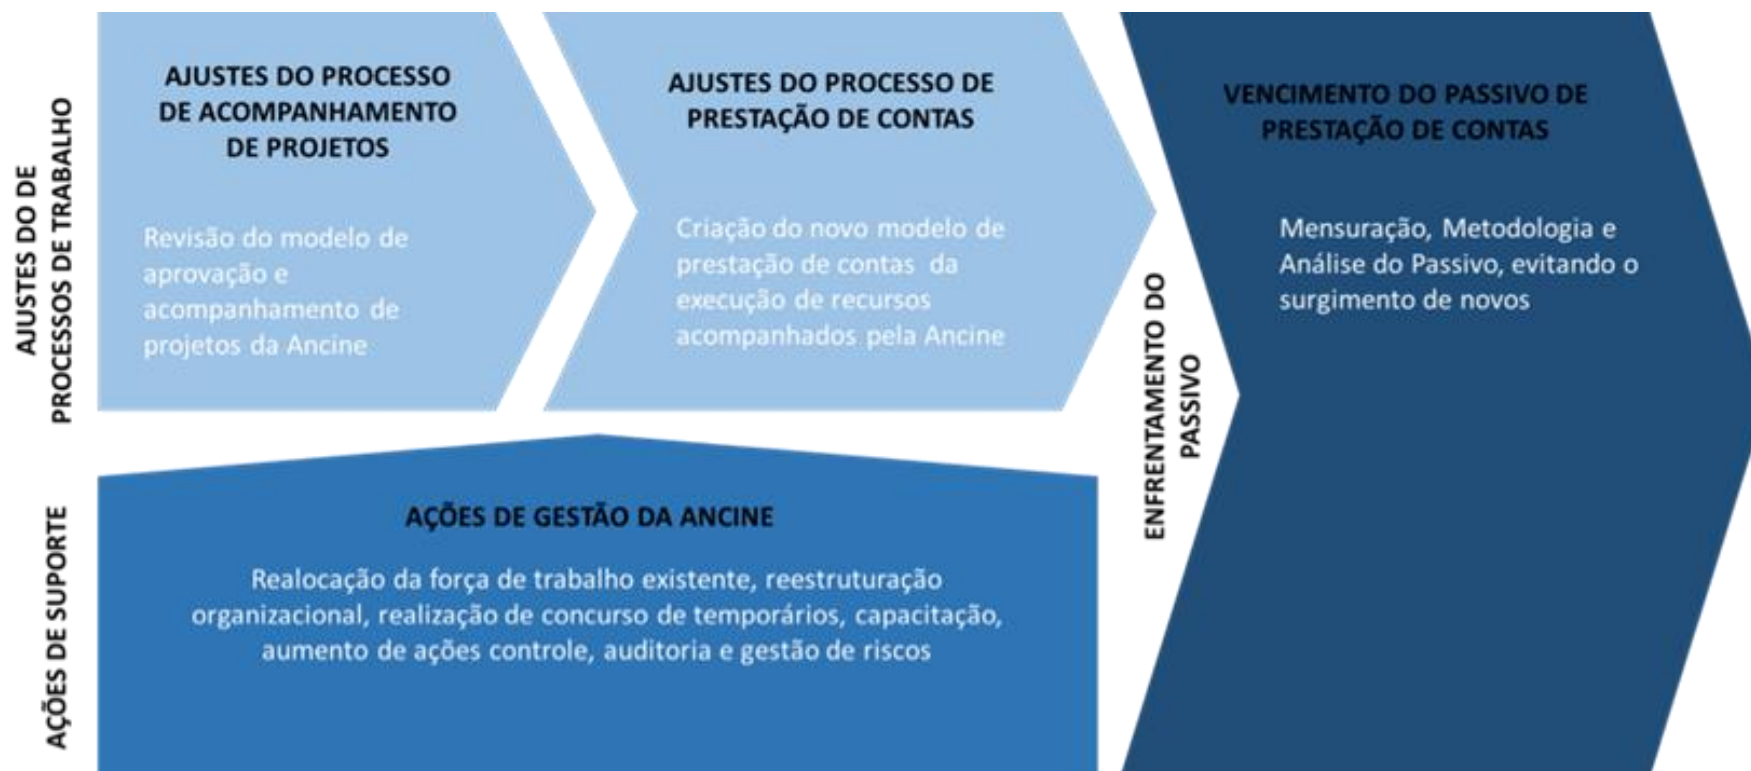 AJUSTES DO DE
PROCESSOS DE TRABALHO
AJUSTES DO PROCESSO
DE ACOMPANHAMENTO
DE PROJETOS
Revisão do modelo de
aprovação e
acompanhamento de
projetos da Ancine
AJUSTES DO PROCESSO DE
PRESTAÇÃO DE CONTAS
Criação do novo modelo de
prestação de contas da
execução de recursos
acompanhados pela Ancine
ENFRENTAMENTO DO
PASSIVO
VENCIMENTO DO PASSIVO DE
PRESTAÇÃO DE CONTAS
Mensuração, Metodologia e
Análise do Passivo, evitando o
surgimento de novos
AÇÕES DE SUPORTE
AÇÕES DE GESTÃO DA ANCINE
Realocação da força de trabalho existente, reestruturação
organizacional, realização de concurso de temporários, capacitação,
aumento de ações controle, auditoria e gestão de riscos